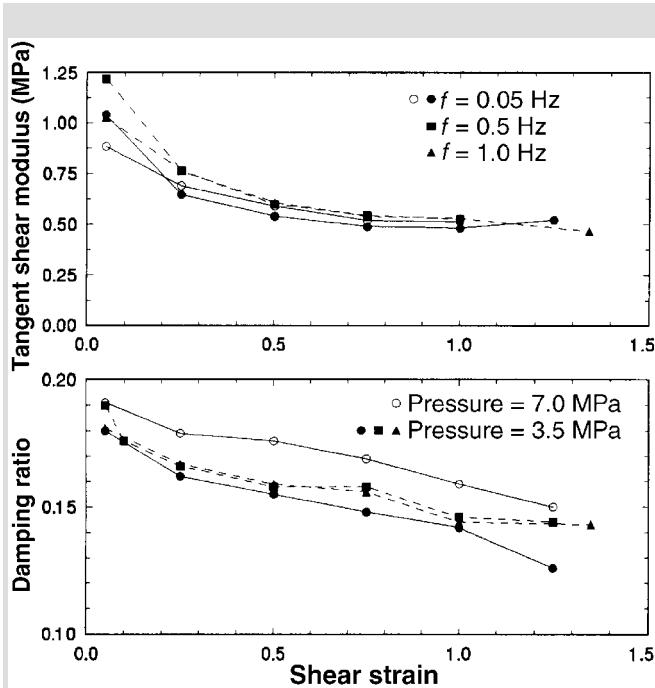 Tangent shear modulus (MPa)
1.25
1.00
0.75
0.50
0.25
0.00
○ ● f = 0.05 Hz
■ f = 0.5 Hz
▲ f = 1.0 Hz
0.0 0.5 1.0 1.5
Damping ratio
0.20
0.15
0.10
○ Pressure = 7.0 MPa
● ■ ▲ Pressure = 3.5 MPa
0.0 0.5 1.0 1.5
Shear strain